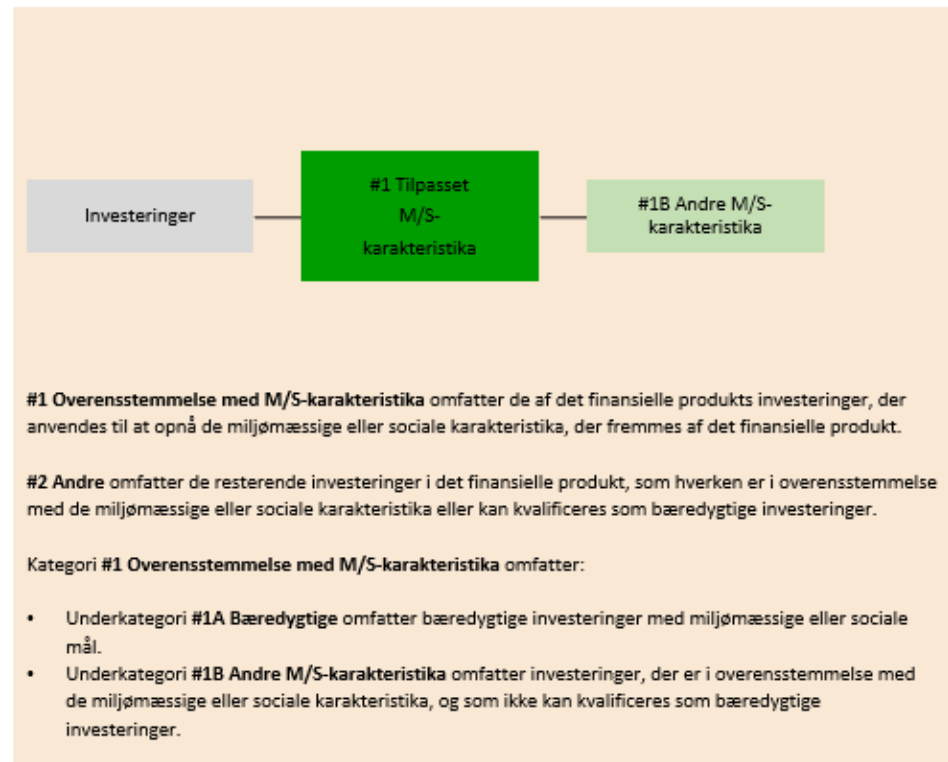 Investeringer
#1 Tilpasset
M/S-
karakteristika
#1B Andre M/S-
karakteristika
#1 Overensstemmelse med M/S-karakteristika omfatter de af det finansielle produkts investeringer, der
anvendes til at opnå de miljømæssige eller sociale karakteristika, der fremmes af det finansielle produkt.
#2 Andre omfatter de resterende investeringer i det finansielle produkt, som hverken er i overensstemmelse
med de miljømæssige eller sociale karakteristika eller kan kvalificeres som bæredygtige investeringer.
Kategori #1 Overensstemmelse med M/S-karakteristika omfatter:
• Underkategori #1A Bæredygtige omfatter bæredygtige investeringer med miljømæssige eller sociale
mål.
• Underkategori #1B Andre M/S-karakteristika omfatter investeringer, der er i overensstemmelse med
de miljømæssige eller sociale karakteristika, og som ikke kan kvalificeres som bæredygtige
investeringer.